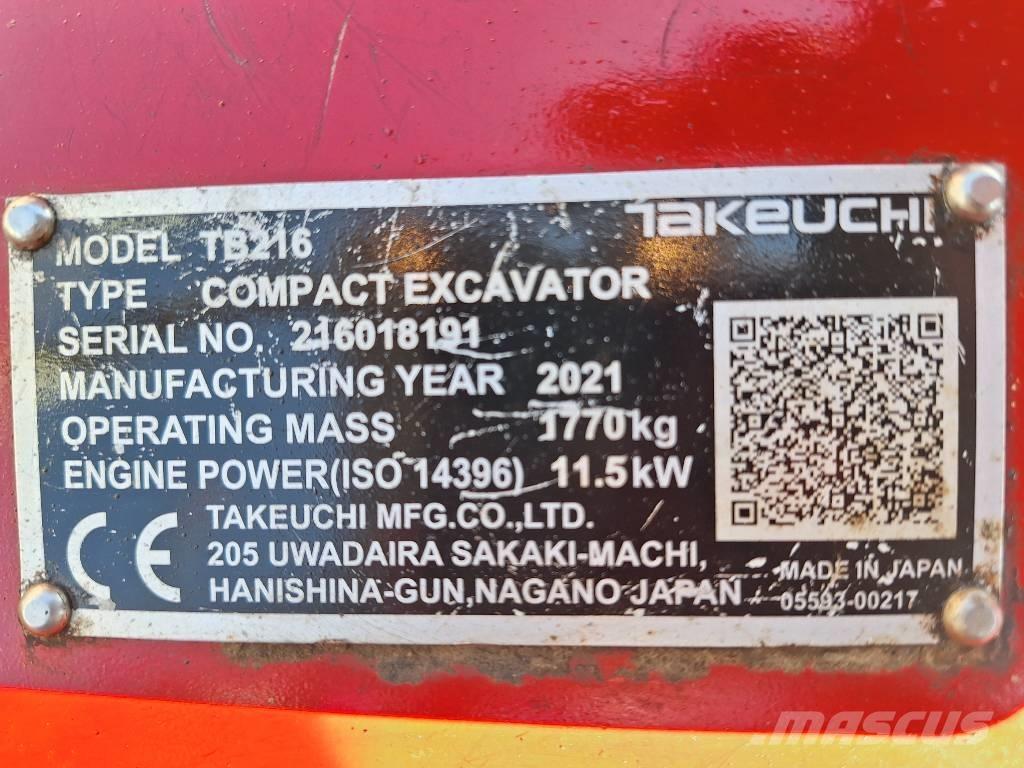 TAKEUCHI
MODEL TB216
TYPE COMPACT EXCAVATOR
SERIAL NO. 216018191
MANUFACTURING YEAR 2021
OPERATING MASS 1770kg
ENGINE POWER(ISO 14396) 11.5kW
CE
TAKEUCHI MFG.CO.,LTD.
205 UWADAIRA SAKAKI-MACHI,
HANISHINA-GUN,NAGANO JAPAN
MADE IN JAPAN
05593-00217
MASCUS